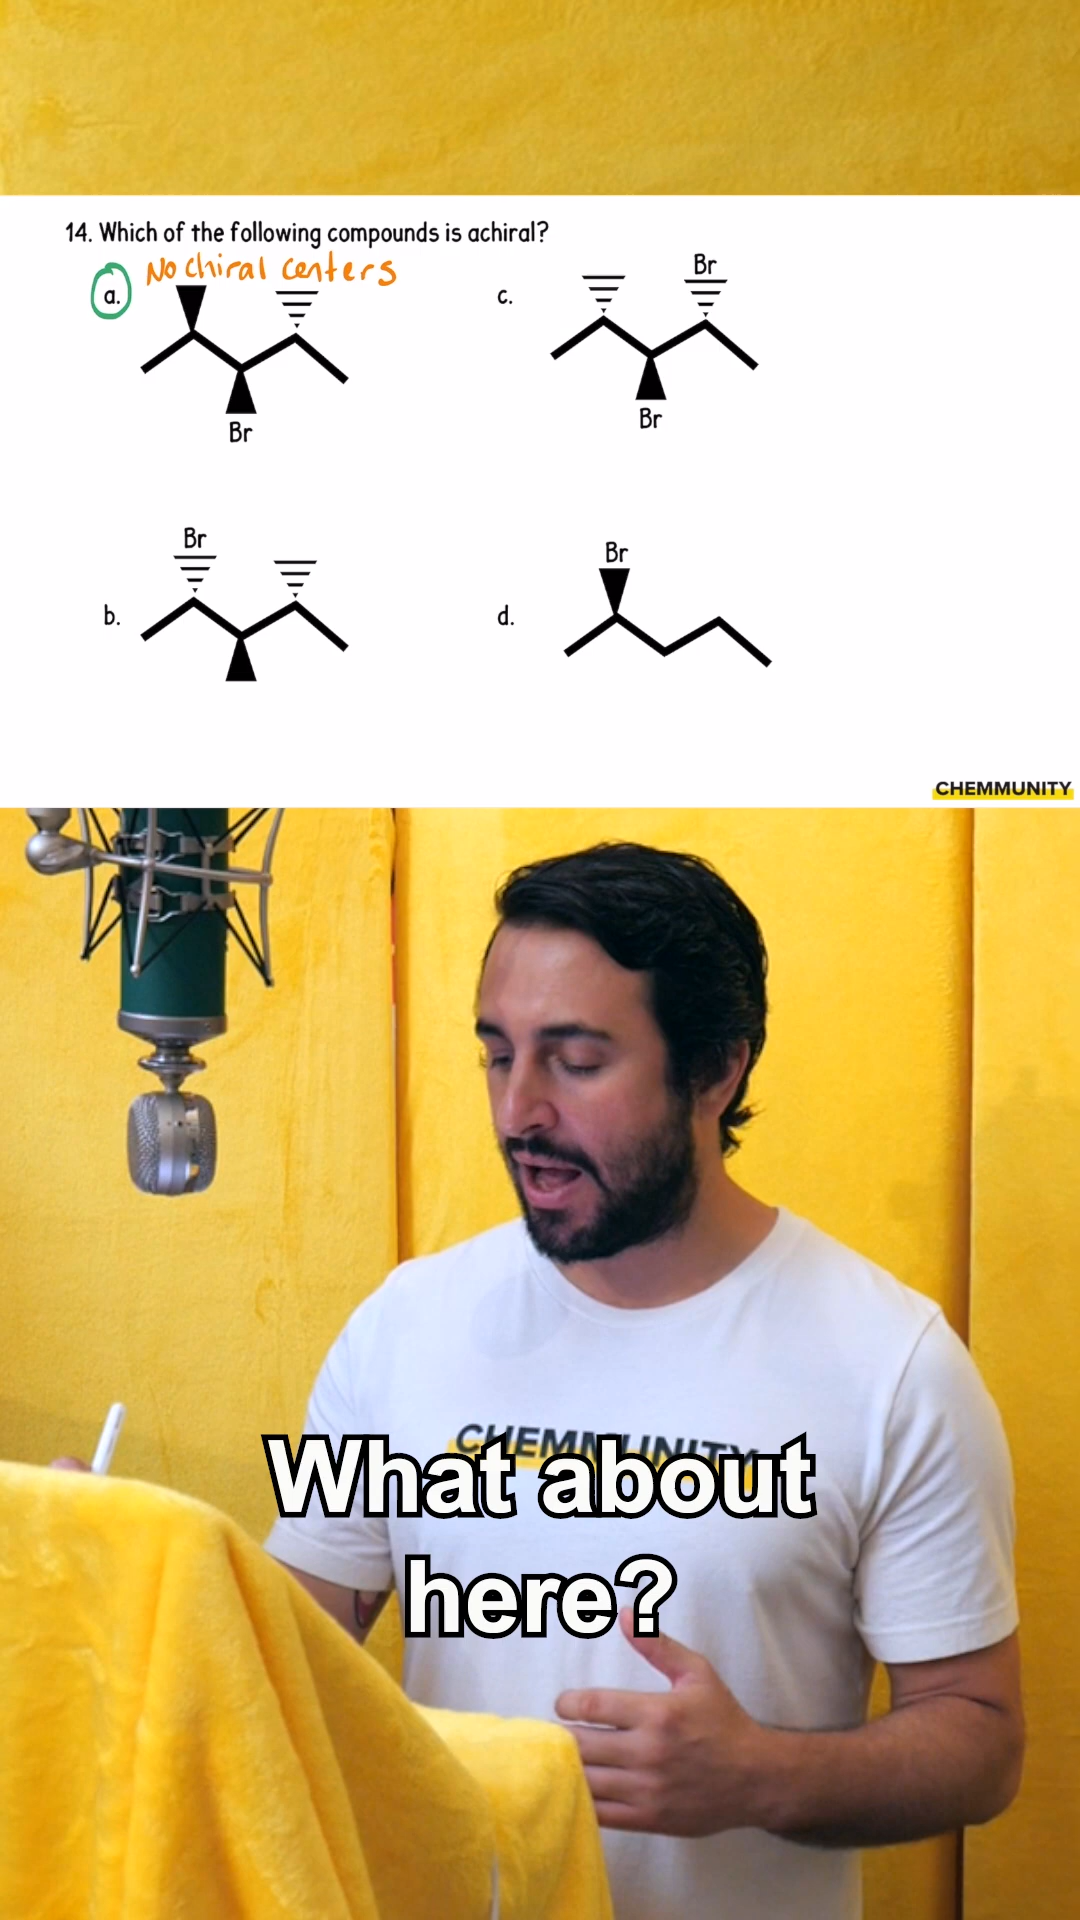 14. Which of the following compounds is achiral?
No chiral centers
a.
Br
c.
Br
Br
b.
Br
d.
Br
CHEMMUNITY
CHEMMUNITY
What about
here?